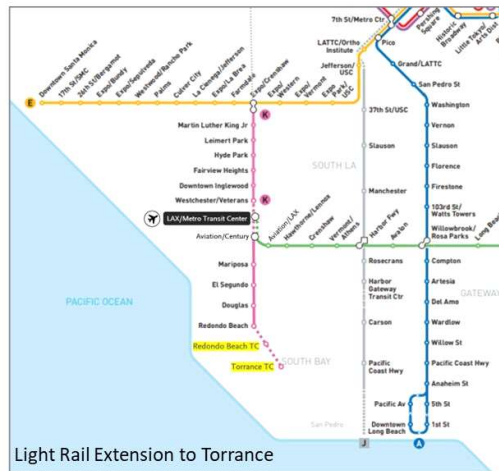 7th St/Metro Ctr
Pershing
Square
Historic
Broadway
Little Tokyo/
Arts Dist
LATTC/Ortho
Institute
Pico
Jefferson/
USC
Grand/LATTC
San Pedro St
E
Downtown Santa Monica
17th St/SMC
26th St/Bergamot
Expo/Bundy
Expo/Sepulveda
Westwood/Rancho Park
Palms
Culver City
La Cienega/Jefferson
Expo/La Brea
Farmdale
Expo/Crenshaw
Expo/
Western
Expo/
Vermont
Expo
Park/
USC
K
Martin Luther King Jr
Leimert Park
Hyde Park
Fairview Heights
Downtown Inglewood
Westchester/Veterans
K
LAX/Metro Transit Center
Aviation/Century
Aviation/LAX
Hawthorne/Lennox
Crenshaw
Vermont/
Athens
Harbor Fwy
Avalon
Willowbrook/
Rosa Parks
Long Bea
37th St/USC
Slauson
SOUTH LA
Manchester
Washington
Vernon
Slauson
Florence
Firestone
103rd St/
Watts Towers
Mariposa
El Segundo
Douglas
Redondo Beach
Redondo Beach TC
Torrance TC
SOUTH BAY
PACIFIC OCEAN
Rosecrans
Harbor
Gateway
Transit Ctr
Carson
Pacific
Coast Hwy
San Pedro
J
Compton
Artesia
GATEWAY
Del Amo
Wardlow
Willow St
Pacific Coast Hwy
Anaheim St
Pacific Av
5th St
Downtown
Long Beach
1st St
A
Light Rail Extension to Torrance